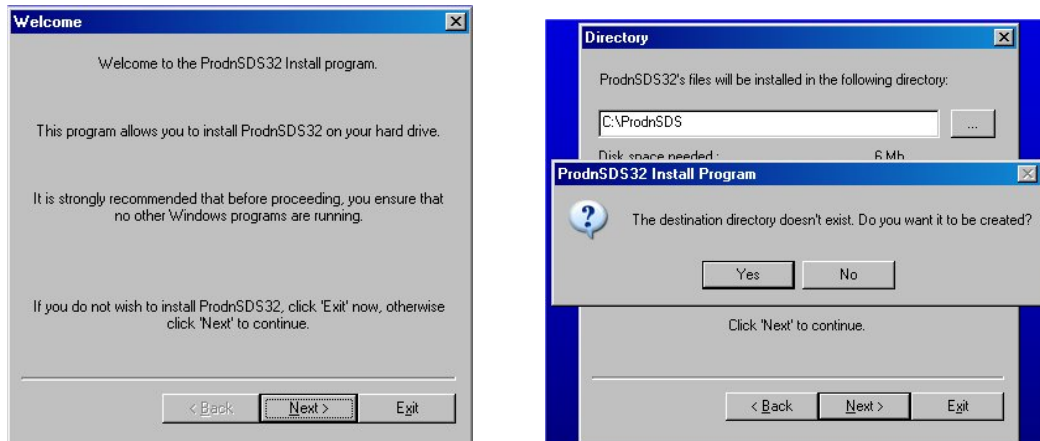 Welcome
Welcome to the ProdnSDS32 Install program.
This program allows you to install ProdnSDS32 on your hard drive.
It is strongly recommended that before proceeding, you ensure that
no other Windows programs are running.
If you do not wish to install ProdnSDS32, click 'Exit' now, otherwise
click 'Next' to continue.
< Back
Next >
Exit
Directory
ProdnSDS32's files will be installed in the following directory:
C:\ProdnSDS
...
Disk space needed : 6 Mb
ProdnSDS32 Install Program
The destination directory doesn't exist. Do you want it to be created?
Yes
No
Click 'Next' to continue.
< Back
Next >
Exit